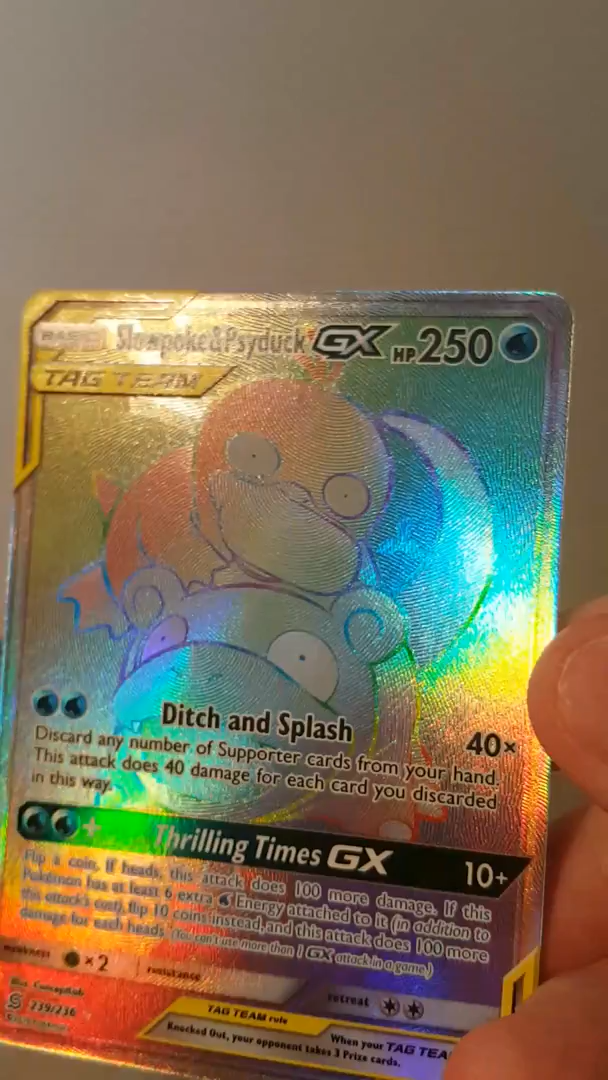 BASIC Slowpoke&Psyduck GX HP 250
TAG TEAM
Ditch and Splash 40×
Discard any number of Supporter cards from your hand.
This attack does 40 damage for each card you discarded
in this way.
+ Thrilling Times GX 10+
Flip a coin. If heads, this attack does 100 more damage. If this
Pokémon has at least 6 extra Energy attached to it (in addition to
this attack's cost), flip 10 coins instead, and this attack does 100 more
damage for each heads. (You can't use more than 1 GX attack in a game.)
weakness ×2 resistance
retreat
239/236
TAG TEAM rule When your TAG TEA
Knocked Out, your opponent takes 3 Prize cards.